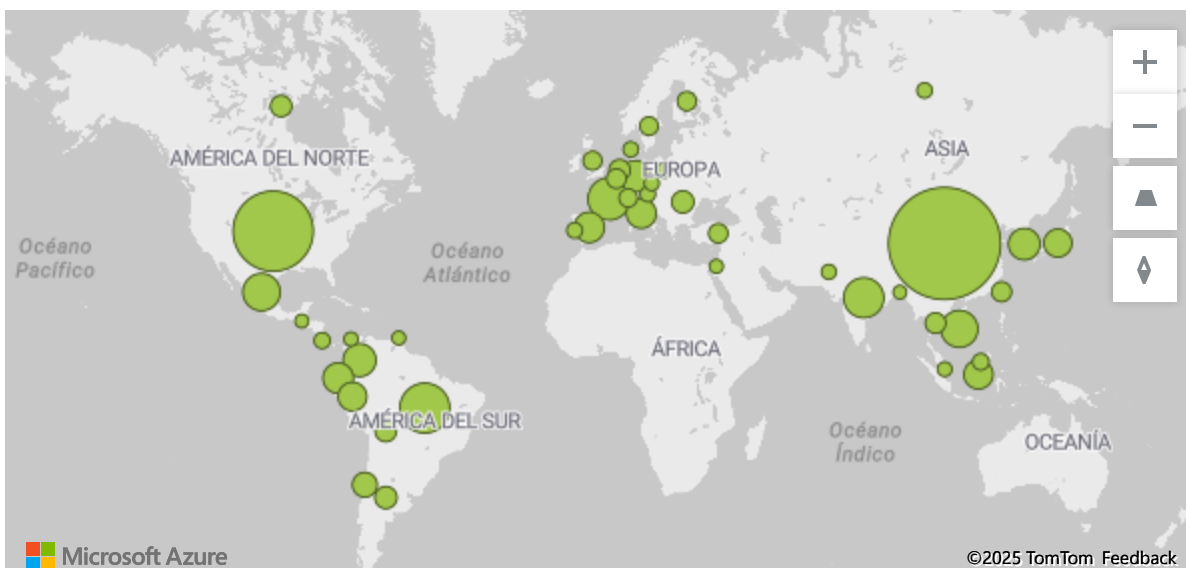 AMÉRICA DEL NORTE
ASIA
EUROPA
Océano
Pacífico
Océano
Atlántico
ÁFRICA
AMÉRICA DEL SUR
Océano
Índico
OCEANÍA
Microsoft Azure
©2025 TomTom Feedback